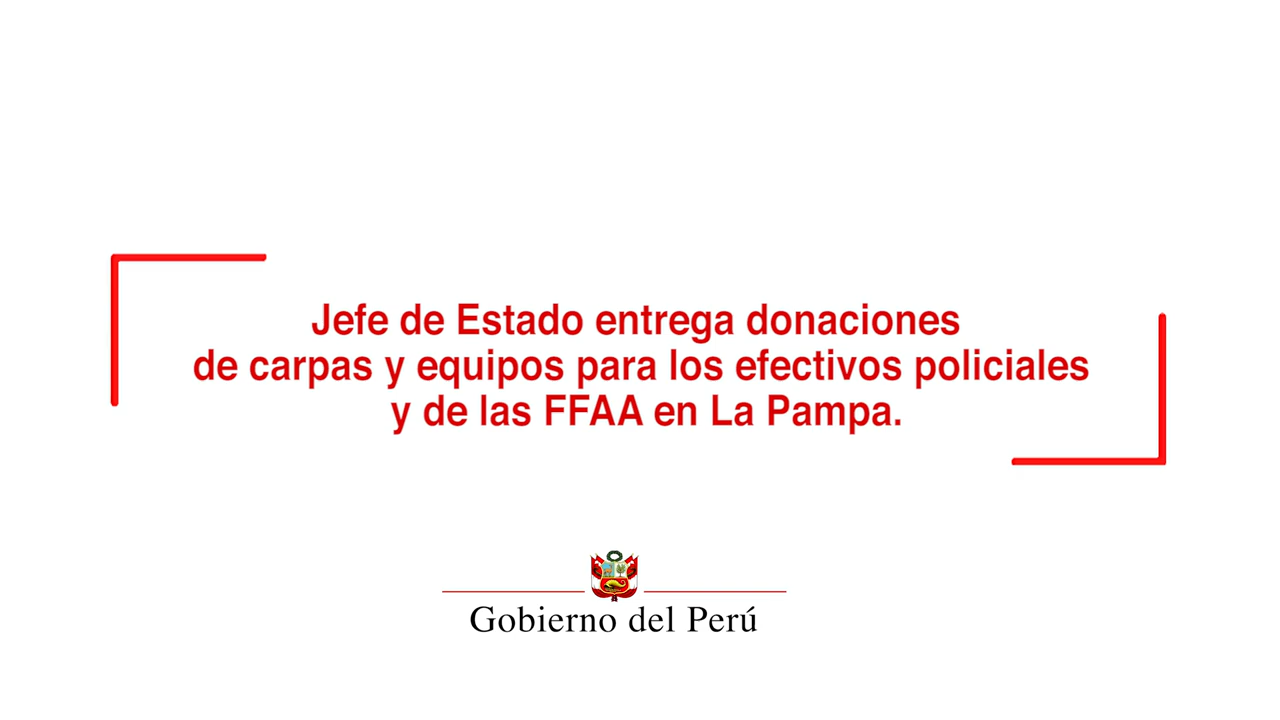 Jefe de Estado entrega donaciones
de carpas y equipos para los efectivos policiales
y de las FFAA en La Pampa.
Gobierno del Perú